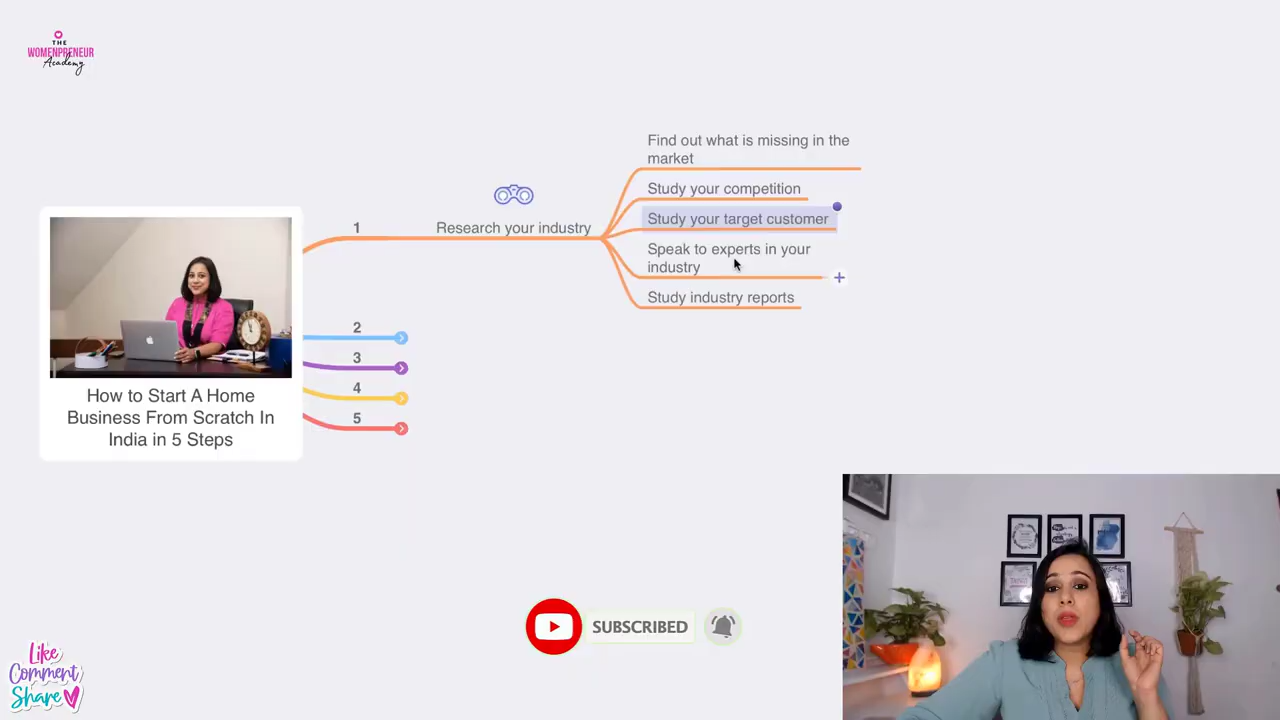 THE
WOMENPRENEUR
Academy
Find out what is missing in the
market
Study your competition
Study your target customer
Speak to experts in your
industry
Study industry reports
1
Research your industry
2
3
4
5
How to Start A Home
Business From Scratch In
India in 5 Steps
SUBSCRIBED
Like
Comment
Share